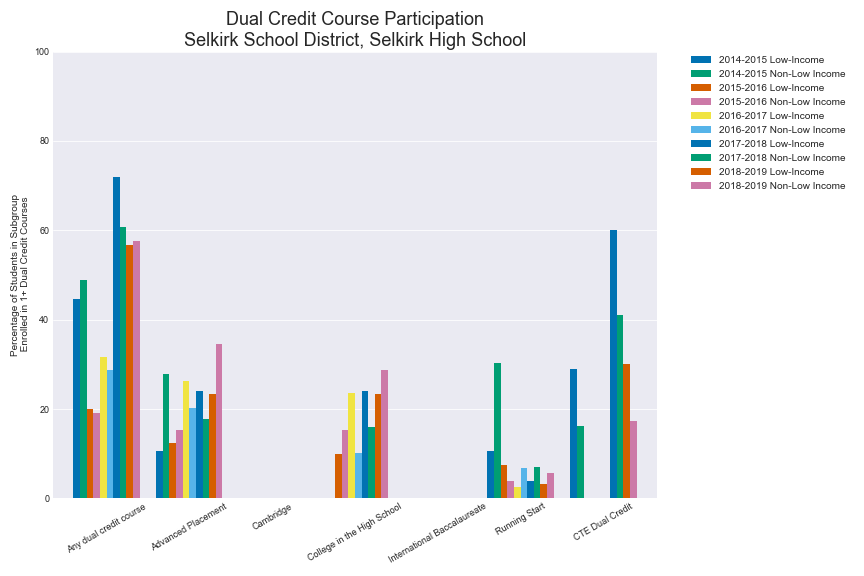 Dual Credit Course Participation
Selkirk School District, Selkirk High School
Percentage of Students in Subgroup
Enrolled in 1+ Dual Credit Courses
100
80
60
40
20
0
Any dual credit course
Advanced Placement
Cambridge
College in the High School
International Baccalaureate
Running Start
CTE Dual Credit
2014-2015 Low-Income
2014-2015 Non-Low Income
2015-2016 Low-Income
2015-2016 Non-Low Income
2016-2017 Low-Income
2016-2017 Non-Low Income
2017-2018 Low-Income
2017-2018 Non-Low Income
2018-2019 Low-Income
2018-2019 Non-Low Income